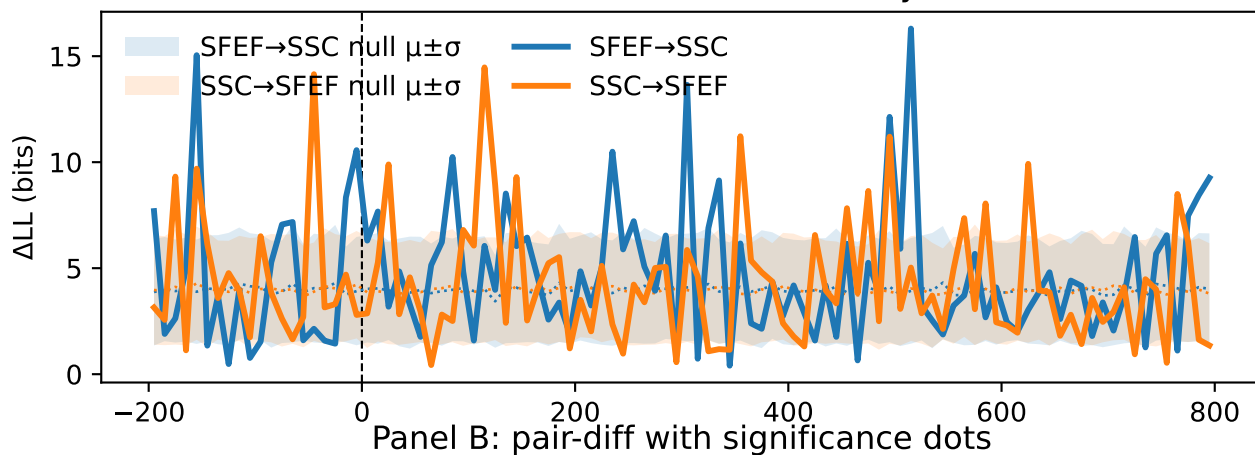 SFEF→SSC null μ±σ
SSC→SFEF null μ±σ
SFEF→SSC
SSC→SFEF
ΔLL (bits)
15
10
5
0
−200 0 200 400 600 800
Panel B: pair-diff with significance dots